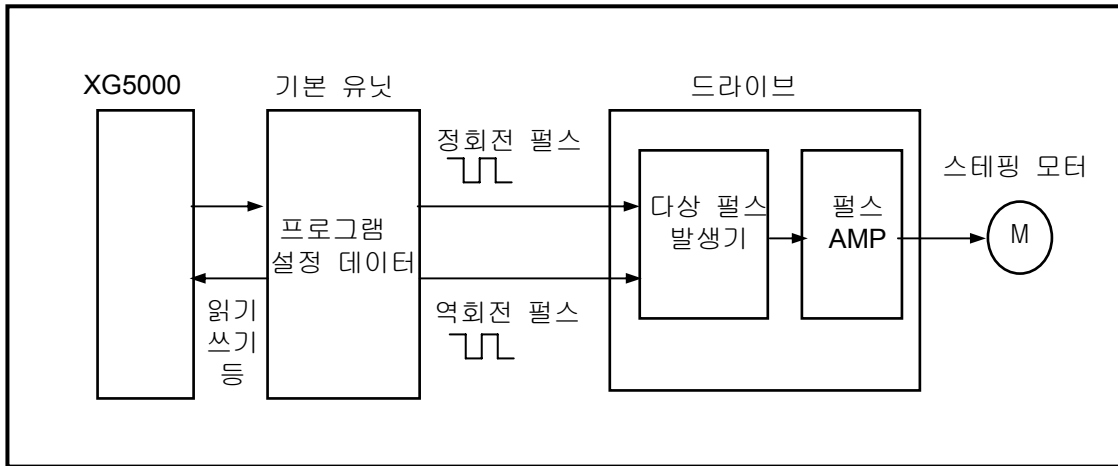 XG5000
기본 유닛
드라이브
정회전 펄스
스테핑 모터
다상 펄스
발생기
펄스
AMP
M
프로그램
설정 데이터
읽기
쓰기
등
역회전 펄스